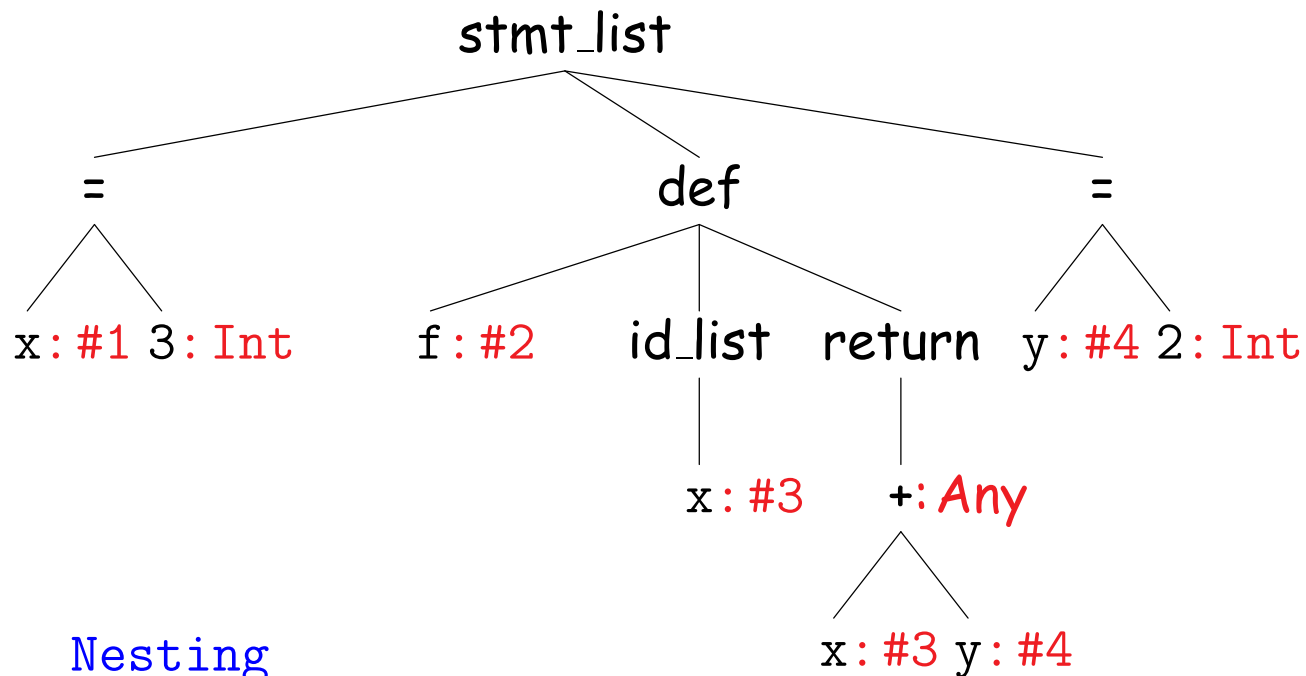 stmt_list
= def =
x: #1 3: Int f: #2 id_list return y: #4 2: Int
x: #3 +: Any
x: #3 y: #4
Nesting